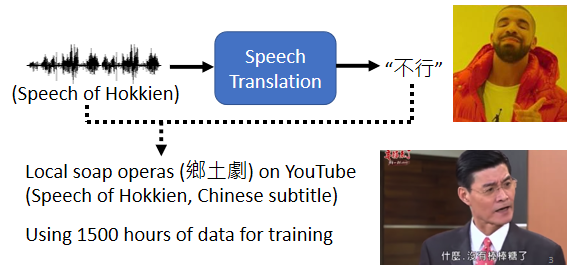 Speech
Translation
“不行”
(Speech of Hokkien)
Local soap operas (鄉土劇) on YouTube
(Speech of Hokkien, Chinese subtitle)
Using 1500 hours of data for training
什麼.沒有棒棒糖了
3